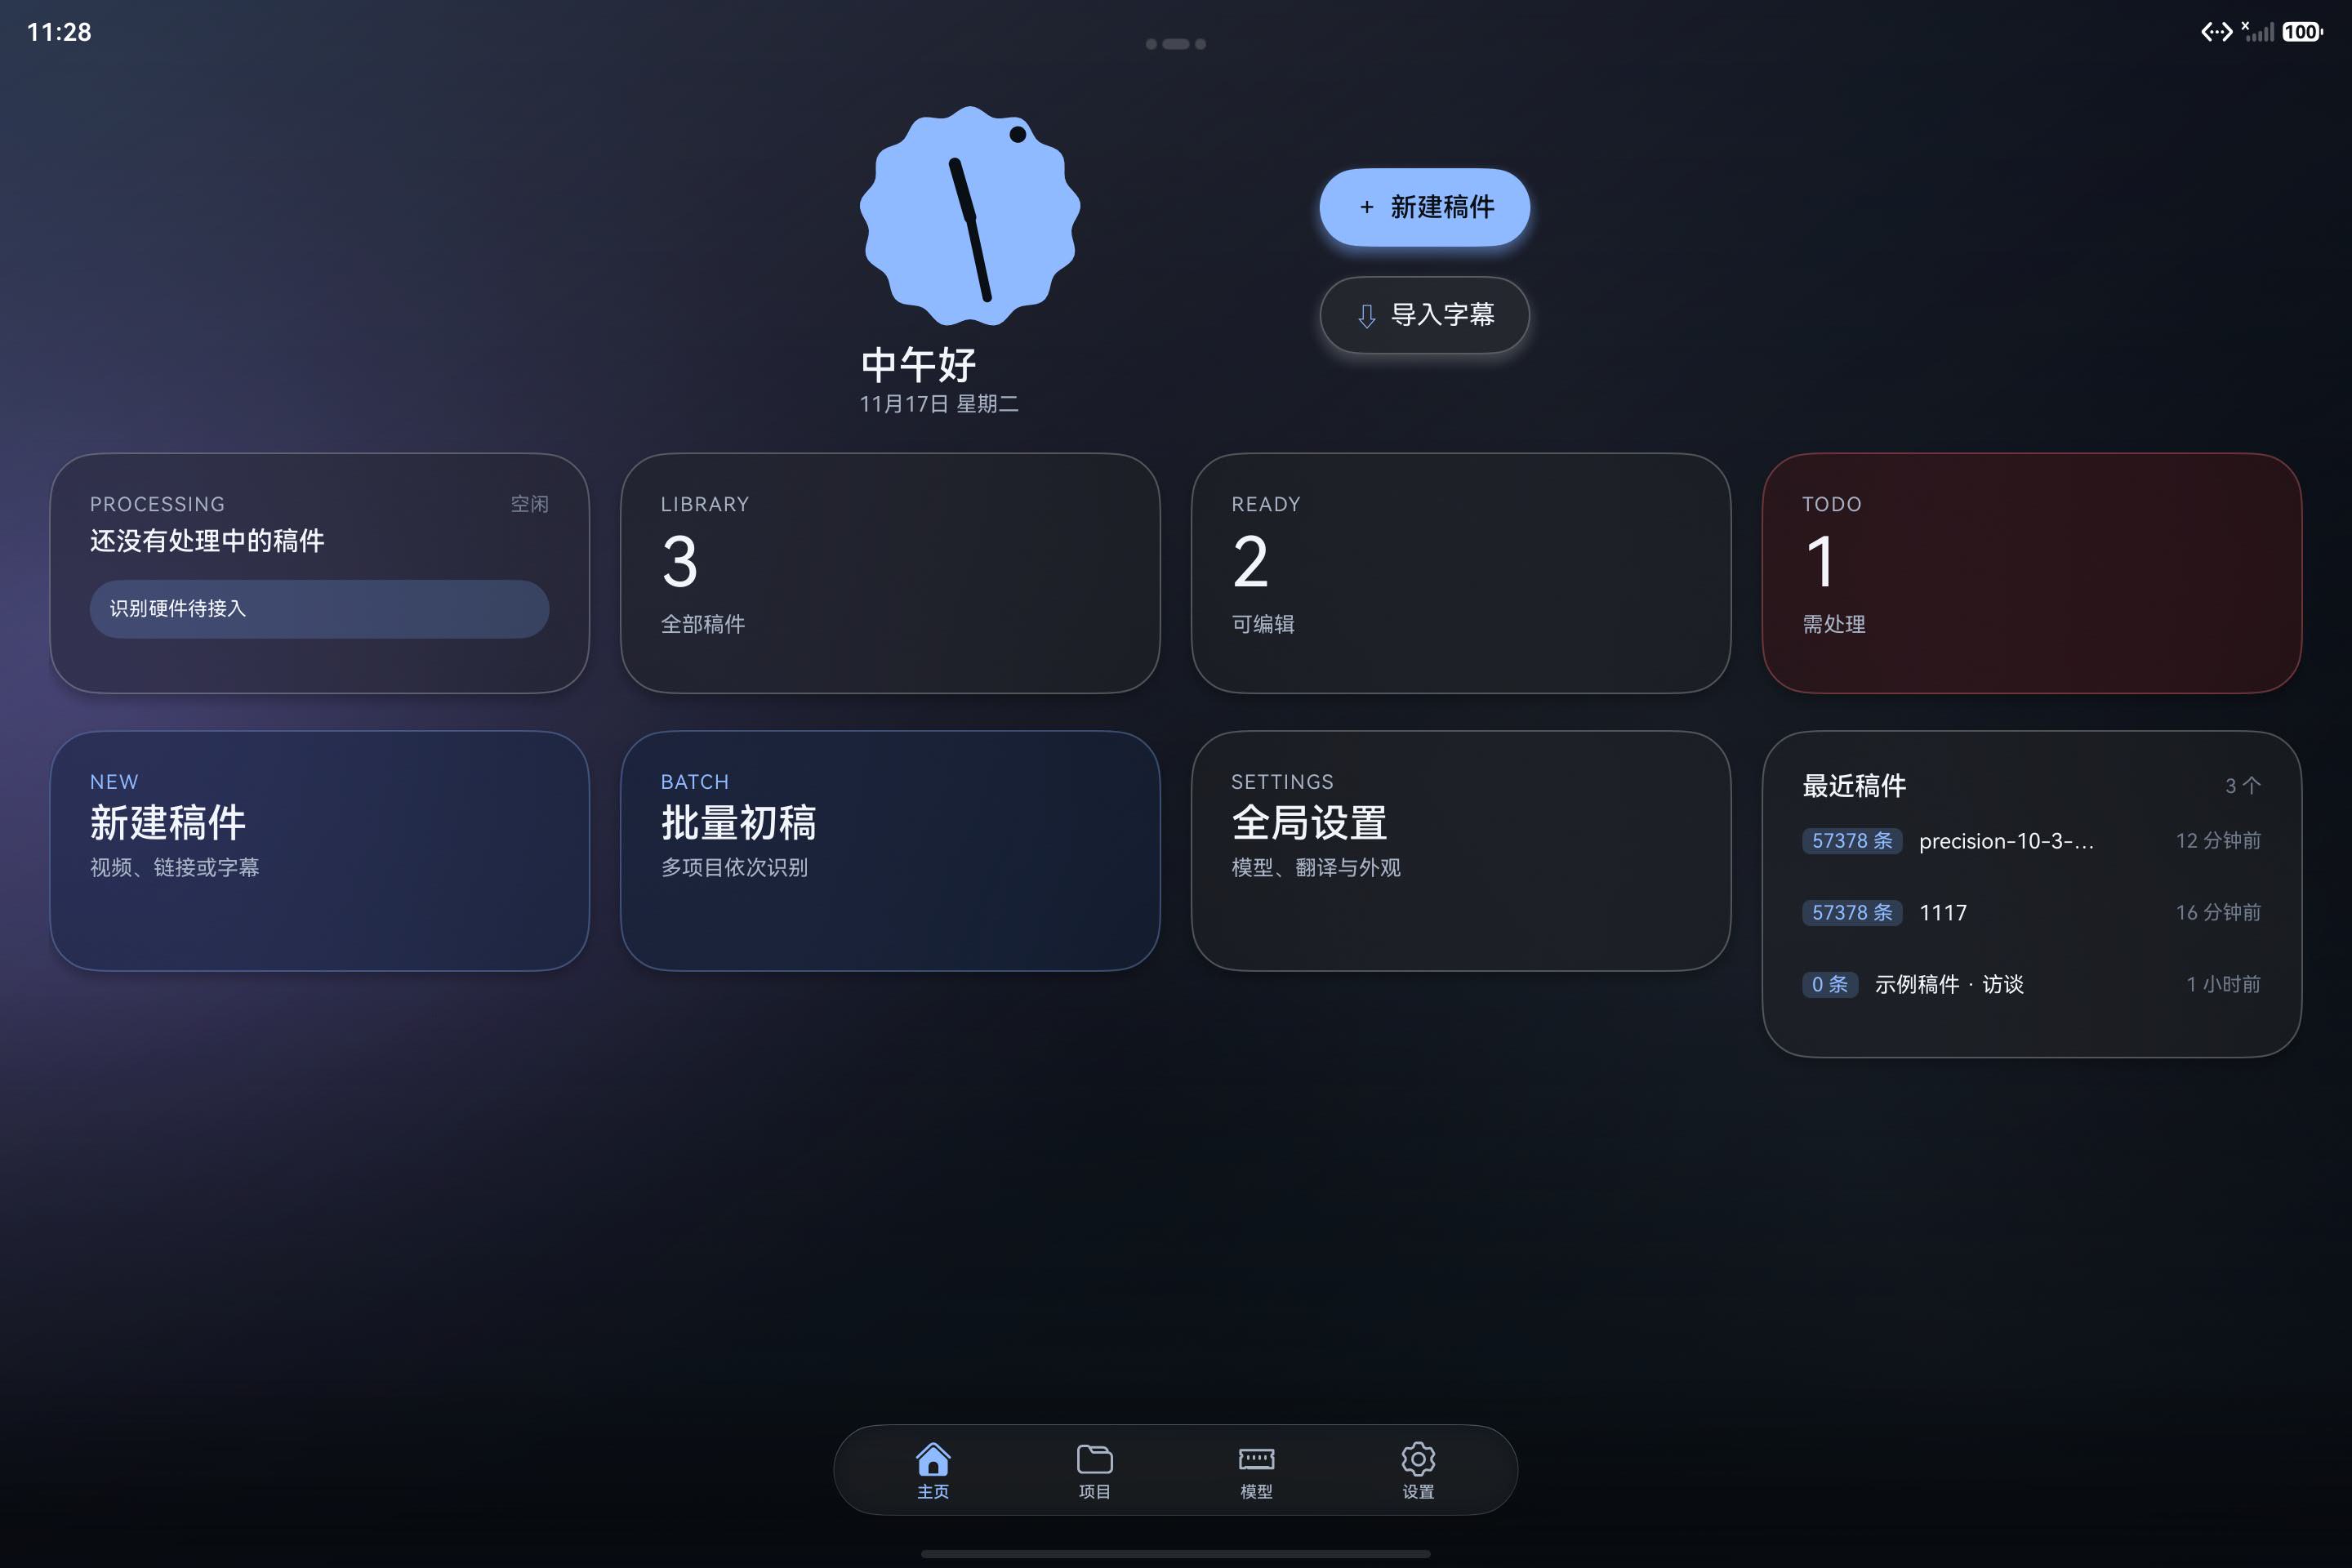 11:28
100
+ 新建稿件
导入字幕
中午好
11月17日 星期二
PROCESSING
空闲
还没有处理中的稿件
识别硬件待接入
LIBRARY
3
全部稿件
READY
2
可编辑
TODO
1
需处理
NEW
新建稿件
视频、链接或字幕
BATCH
批量初稿
多项目依次识别
SETTINGS
全局设置
模型、翻译与外观
最近稿件
3 个
57378 条 precision-10-3-... 12 分钟前
57378 条 1117 16 分钟前
0 条 示例稿件 · 访谈 1 小时前
主页
项目
模型
设置